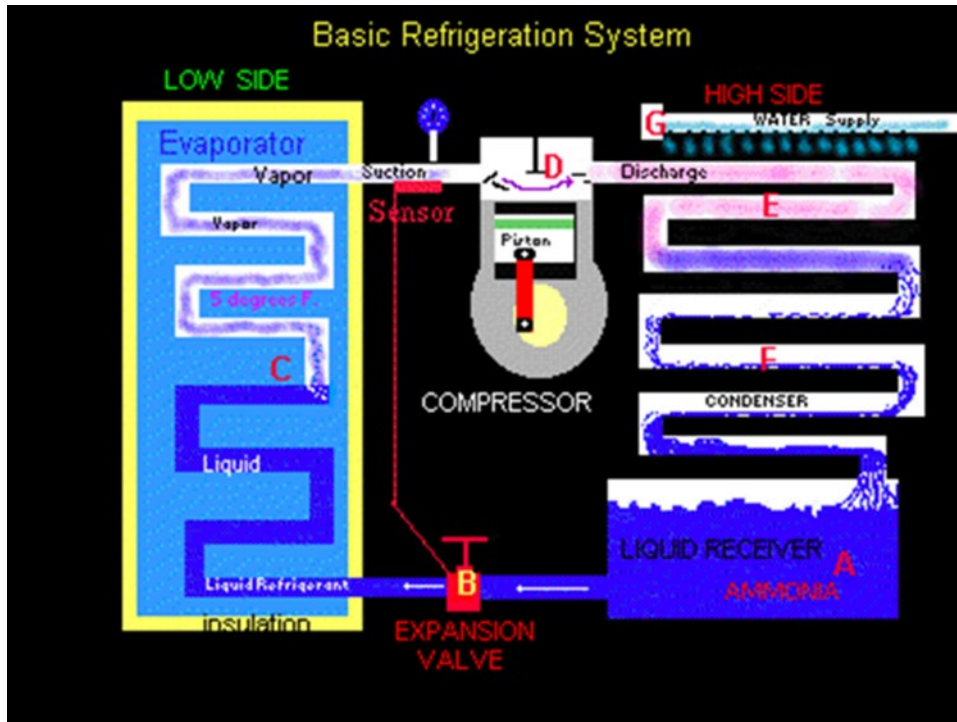 Basic Refrigeration System
LOW SIDE
HIGH SIDE
G
WATER Supply
Evaporator
Vapor
Suction
D
Discharge
Sensor
E
Vapor
Piston
5 degrees F.
C
F
COMPRESSOR
CONDENSER
Liquid
LIQUID RECEIVER
A
AMMONIA
Liquid Refrigerant
B
insulation
EXPANSION
VALVE